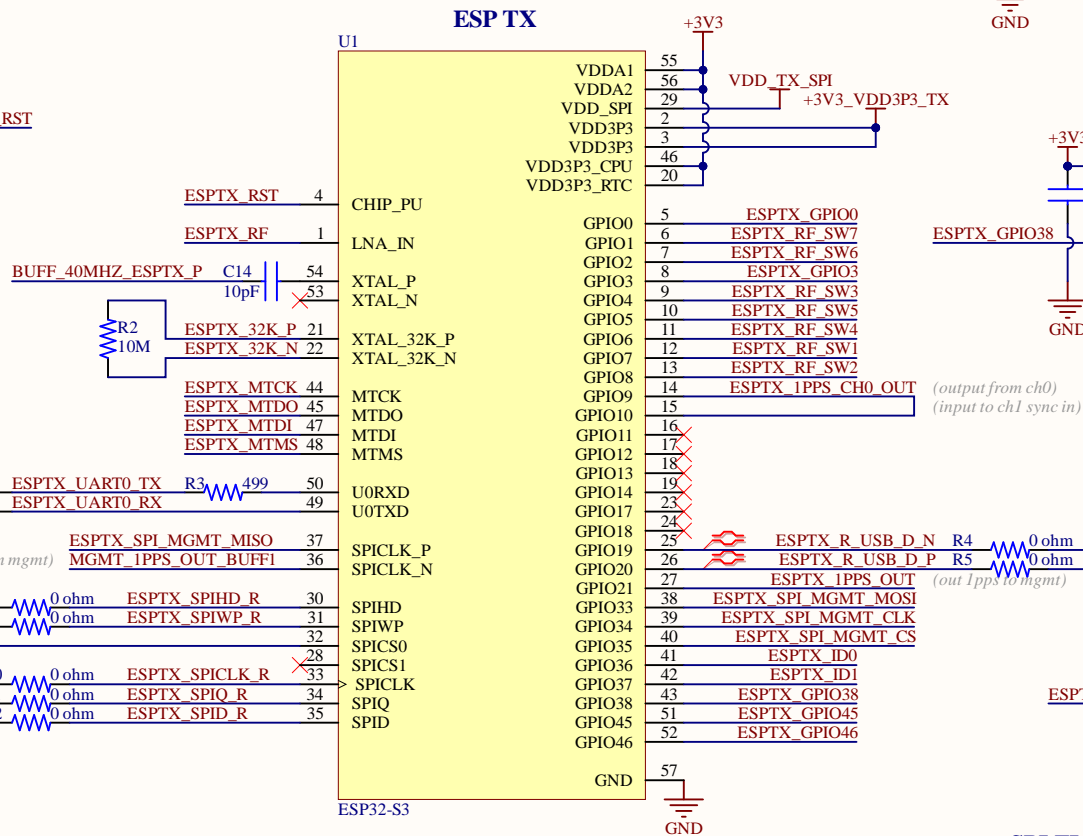 ESP TX
GND
+3V3
U1
_RST
VDDA1 55
VDDA2 56
VDD_SPI 29 VDD_TX_SPI
VDD3P3 2 +3V3_VDD3P3_TX
VDD3P3 3
VDD3P3_CPU 46
VDD3P3_RTC 20
+3V3
ESPTX_RST 4 CHIP_PU
ESPTX_RF 1 LNA_IN
BUFF_40MHZ_ESPTX_P C14 10pF 54 XTAL_P
53 XTAL_N
R2 10M
ESPTX_32K_P 21 XTAL_32K_P
ESPTX_32K_N 22 XTAL_32K_N
ESPTX_MTCK 44 MTCK
ESPTX_MTDO 45 MTDO
ESPTX_MTDI 47 MTDI
ESPTX_MTMS 48 MTMS
ESPTX_UART0_TX R3 499 50 U0RXD
ESPTX_UART0_RX 49 U0TXD
ESPTX_SPI_MGMT_MISO 37 SPICLK_P
mgmt) MGMT_1PPS_OUT_BUFF1 36 SPICLK_N
0 ohm ESPTX_SPIHD_R 30 SPIHD
0 ohm ESPTX_SPIWP_R 31 SPIWP
32 SPICS0
28 SPICS1
0 ohm ESPTX_SPICLK_R 33 SPICLK
0 ohm ESPTX_SPIQ_R 34 SPIQ
0 ohm ESPTX_SPID_R 35 SPID
GPIO0 5 ESPTX_GPIO0
GPIO1 6 ESPTX_RF_SW7
GPIO2 7 ESPTX_RF_SW6
GPIO3 8 ESPTX_GPIO3
GPIO4 9 ESPTX_RF_SW3
GPIO5 10 ESPTX_RF_SW5
GPIO6 11 ESPTX_RF_SW4
GPIO7 12 ESPTX_RF_SW1
GPIO8 13 ESPTX_RF_SW2
GPIO9 14 ESPTX_1PPS_CH0_OUT (output from ch0)
GPIO10 15 (input to ch1 sync in)
GPIO11 16
GPIO12 17
GPIO13 18
GPIO14 19
GPIO17 23
GPIO18 24
GPIO19 25 ESPTX_R_USB_D_N R4 0 ohm
GPIO20 26 ESPTX_R_USB_D_P R5 0 ohm
GPIO21 27 ESPTX_1PPS_OUT (out 1pps to mgmt)
GPIO33 38 ESPTX_SPI_MGMT_MOSI
GPIO34 39 ESPTX_SPI_MGMT_CLK
GPIO35 40 ESPTX_SPI_MGMT_CS
GPIO36 41 ESPTX_ID0
GPIO37 42 ESPTX_ID1
GPIO38 43 ESPTX_GPIO38
GPIO45 51 ESPTX_GPIO45
GPIO46 52 ESPTX_GPIO46
GND 57
GND
ESP32-S3
ESPTX_GPIO38
GND
ESPT